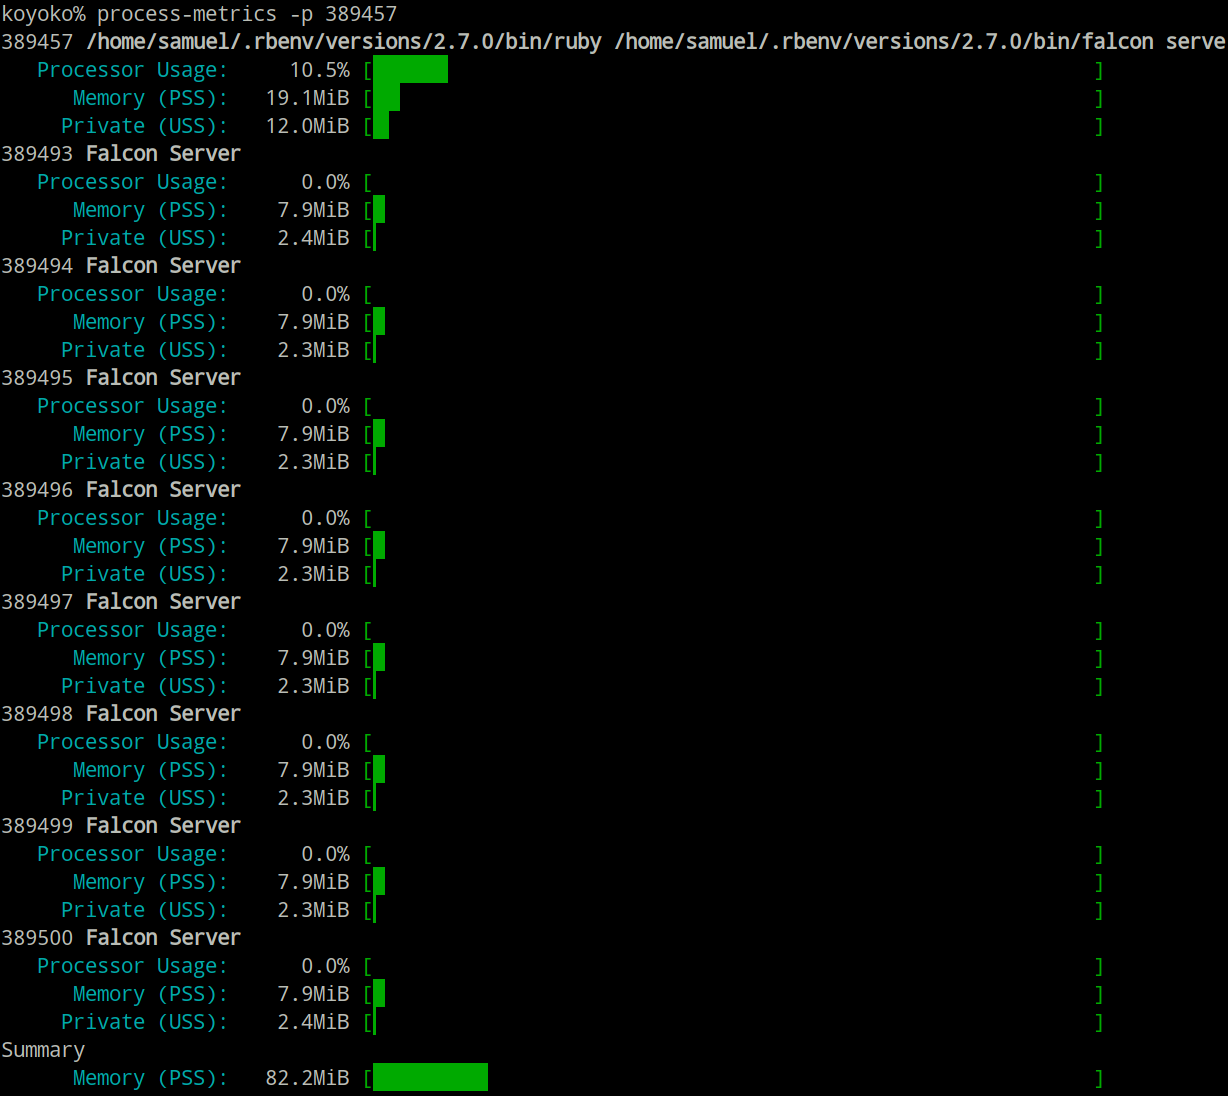 koyoko% process-metrics -p 389457
389457 /home/samuel/.rbenv/versions/2.7.0/bin/ruby /home/samuel/.rbenv/versions/2.7.0/bin/falcon serve
Processor Usage: 10.5% [ ]
Memory (PSS): 19.1MiB [ ]
Private (USS): 12.0MiB [ ]
389493 Falcon Server
Processor Usage: 0.0% [ ]
Memory (PSS): 7.9MiB [ ]
Private (USS): 2.4MiB [ ]
389494 Falcon Server
Processor Usage: 0.0% [ ]
Memory (PSS): 7.9MiB [ ]
Private (USS): 2.3MiB [ ]
389495 Falcon Server
Processor Usage: 0.0% [ ]
Memory (PSS): 7.9MiB [ ]
Private (USS): 2.3MiB [ ]
389496 Falcon Server
Processor Usage: 0.0% [ ]
Memory (PSS): 7.9MiB [ ]
Private (USS): 2.3MiB [ ]
389497 Falcon Server
Processor Usage: 0.0% [ ]
Memory (PSS): 7.9MiB [ ]
Private (USS): 2.3MiB [ ]
389498 Falcon Server
Processor Usage: 0.0% [ ]
Memory (PSS): 7.9MiB [ ]
Private (USS): 2.3MiB [ ]
389499 Falcon Server
Processor Usage: 0.0% [ ]
Memory (PSS): 7.9MiB [ ]
Private (USS): 2.3MiB [ ]
389500 Falcon Server
Processor Usage: 0.0% [ ]
Memory (PSS): 7.9MiB [ ]
Private (USS): 2.4MiB [ ]
Summary
Memory (PSS): 82.2MiB [ ]